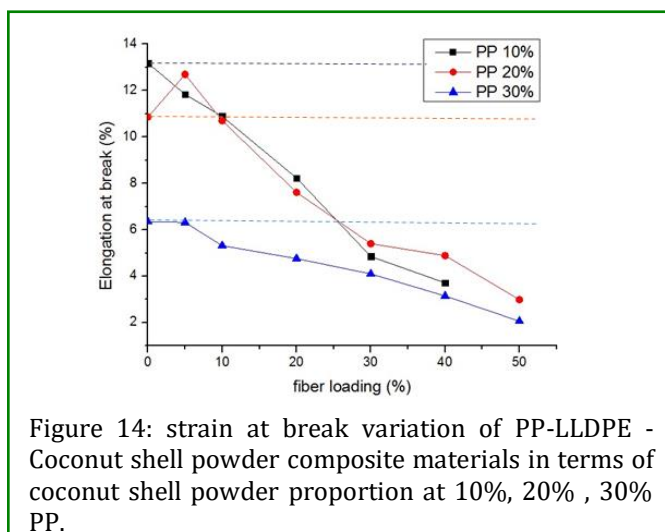 14
12
10
8
6
4
2
Elongation at break (%)
PP 10%
PP 20%
PP 30%
0 10 20 30 40 50
fiber loading (%)
Figure 14: strain at break variation of PP-LLDPE -
Coconut shell powder composite materials in terms of
coconut shell powder proportion at 10%, 20% , 30%
PP.